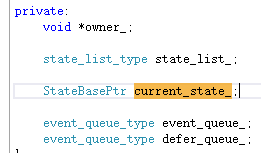 private:
void *owner_;
state_list_type state_list_;
StateBasePtr current_state_;
event_queue_type event_queue_;
event_queue_type defer_queue_;